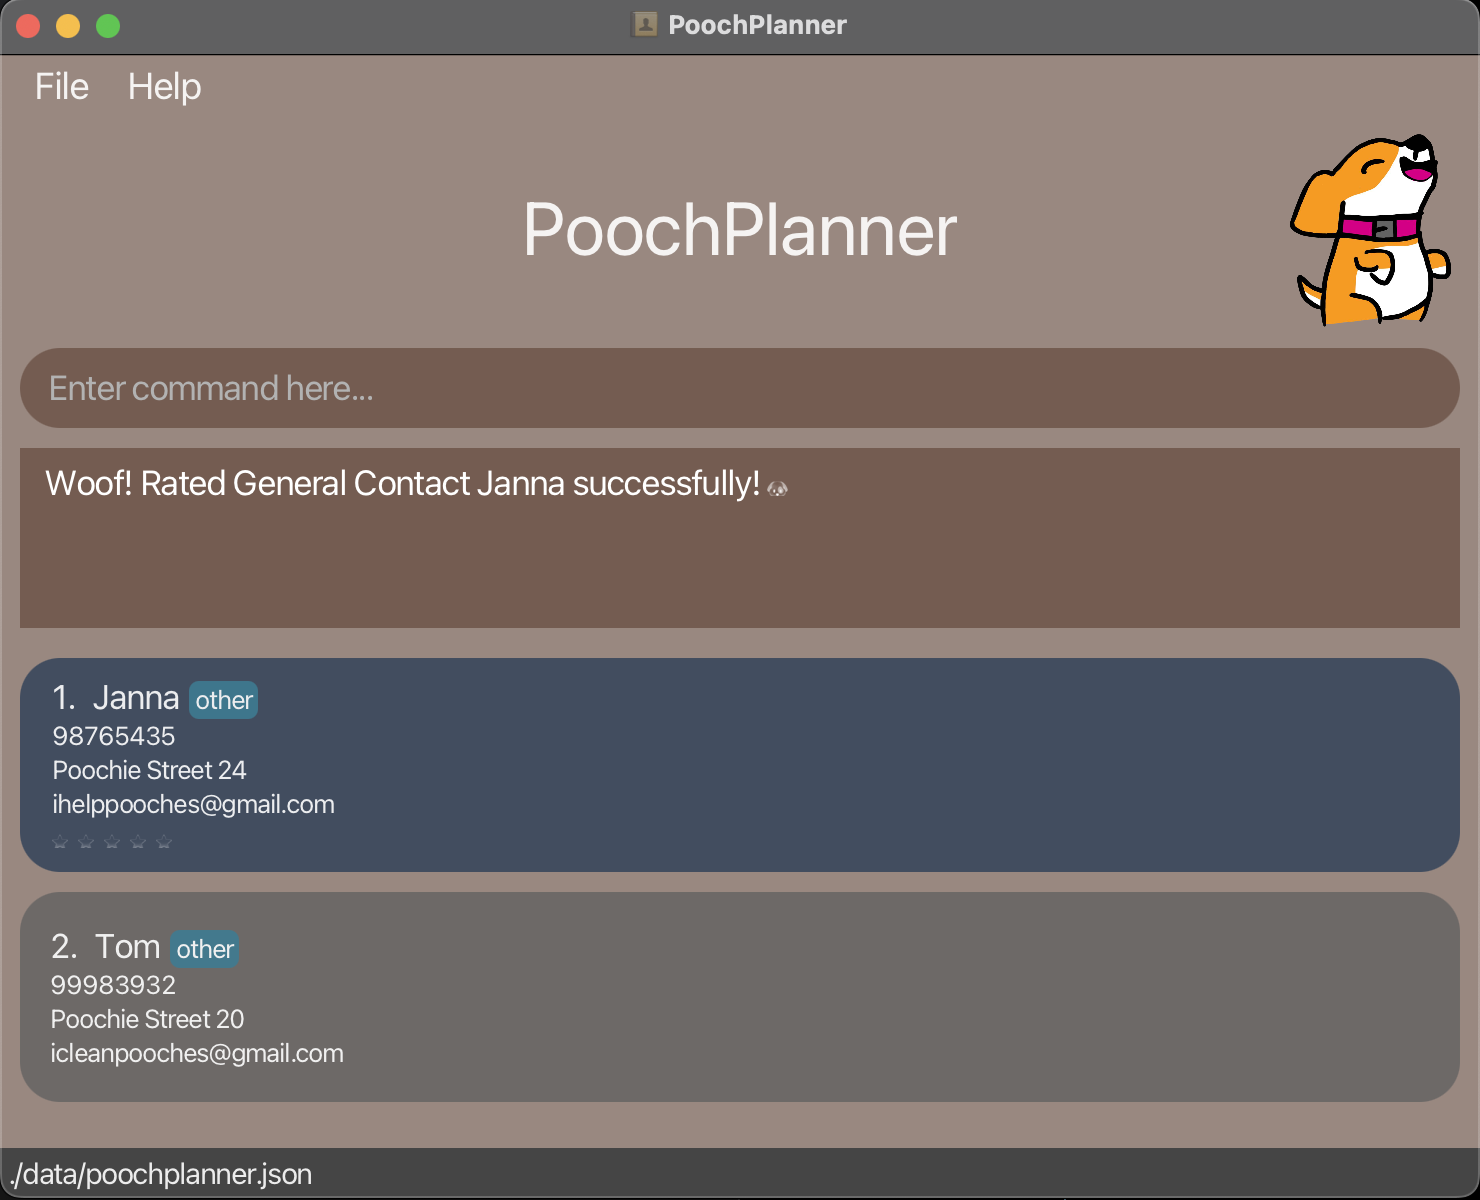 PoochPlanner
File Help
PoochPlanner
Enter command here...
Woof! Rated General Contact Janna successfully! 🐶
1. Janna other
98765435
Poochie Street 24
ihelppooches@gmail.com
☆ ☆ ☆ ☆ ☆
2. Tom other
99983932
Poochie Street 20
icleanpooches@gmail.com
./data/poochplanner.json